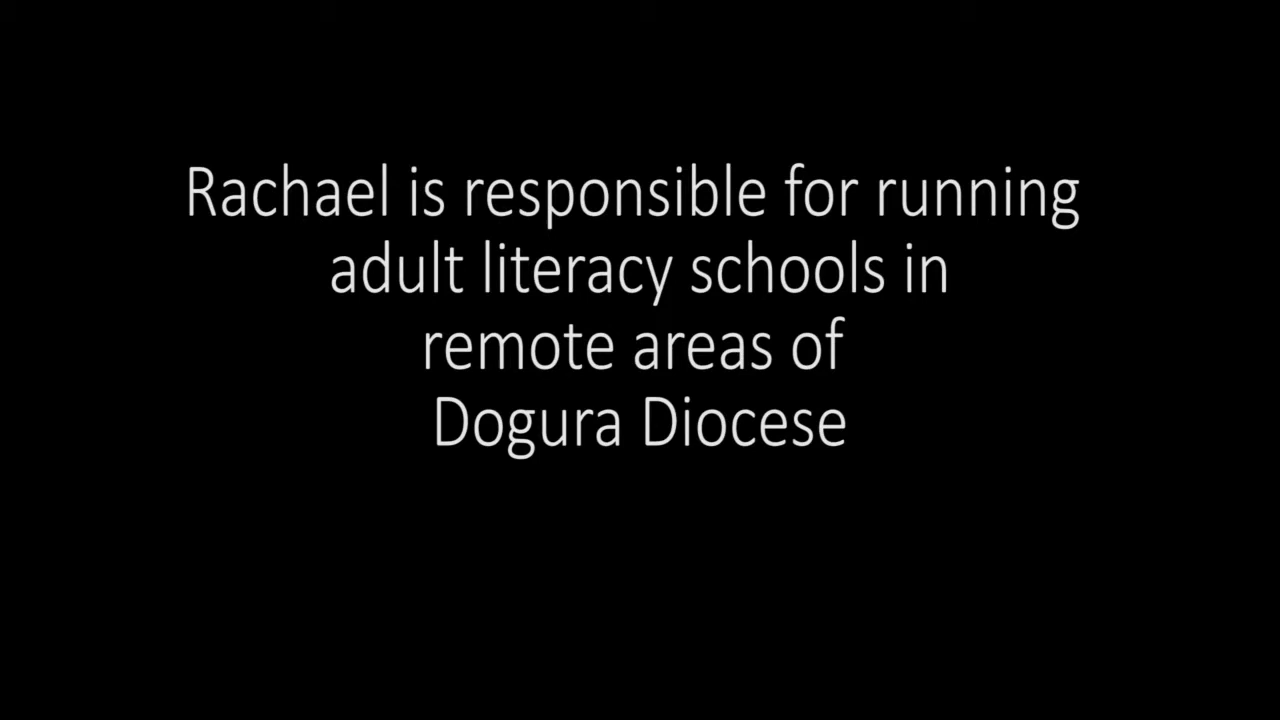 Rachael is responsible for running
adult literacy schools in
remote areas of
Dogura Diocese